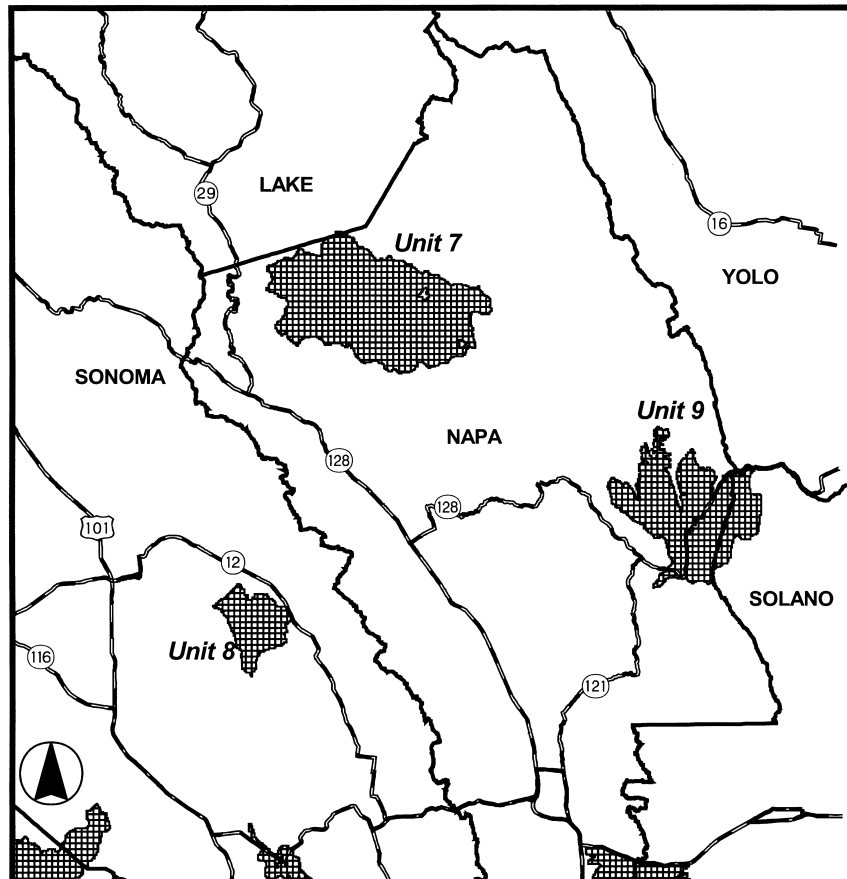 LAKE
29
16
Unit 7
YOLO
SONOMA
Unit 9
NAPA
128
128
101
12
SOLANO
Unit 8
116
121